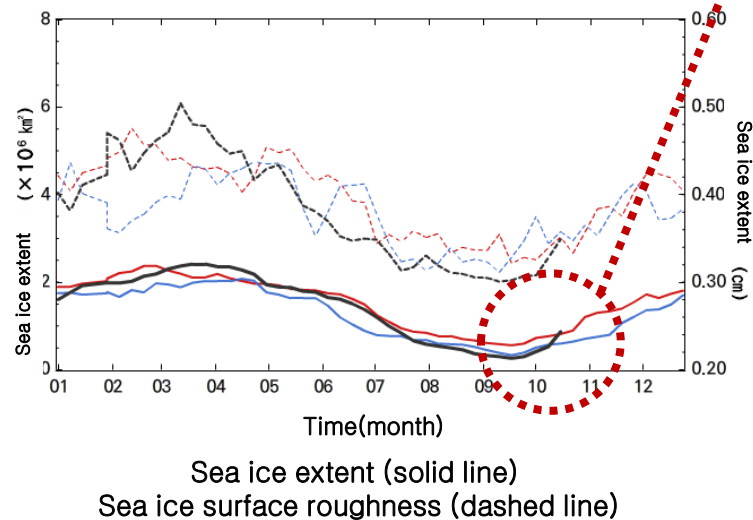 8
6
4
2
0
Sea ice extent (×10⁶ ㎢)
0.60
0.50
0.40
0.30
0.20
Sea ice extent (㎝)
01 02 03 04 05 06 07 08 09 10 11 12
Time(month)
Sea ice extent (solid line)
Sea ice surface roughness (dashed line)